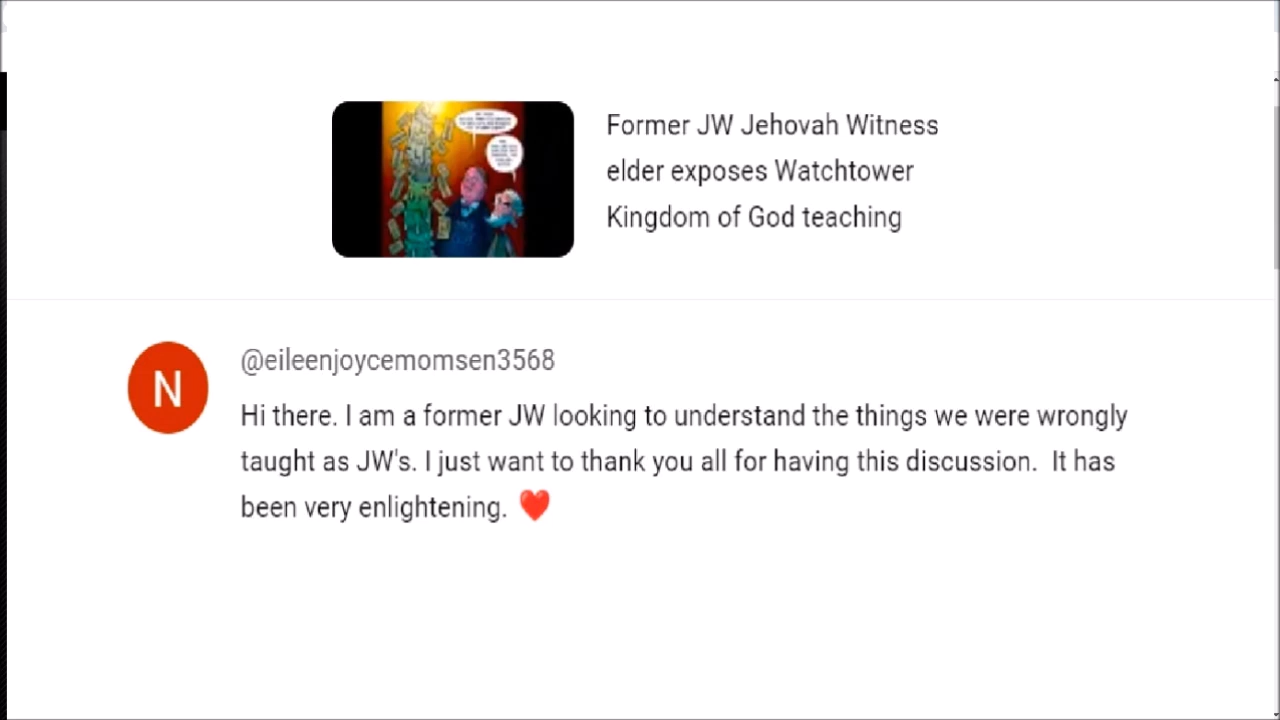 Former JW Jehovah Witness
elder exposes Watchtower
Kingdom of God teaching
N
@eileenjoycemomsen3568
Hi there. I am a former JW looking to understand the things we were wrongly
taught as JW's. I just want to thank you all for having this discussion. It has
been very enlightening. ❤️